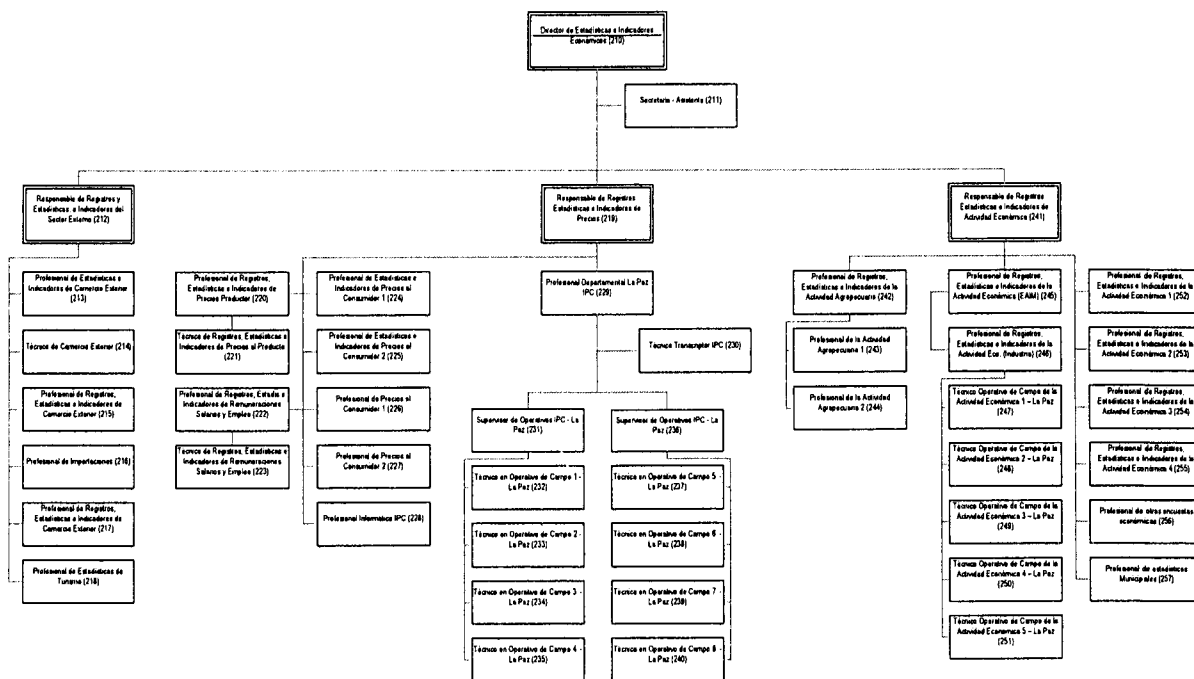 Director de Estadísticas e Indicadores
Económicos (210)
Secretaria - Asistente (211)
Responsable de Registros y
Estadísticas e Indicadores del
Sector Externo (212)
Profesional de Estadísticas e
Indicadores de Comercio Exterior
(213)
Técnico de Comercio Exterior (214)
Profesional de Registros,
Estadísticas e Indicadores de
Comercio Exterior (215)
Profesional de Importaciones (216)
Profesional de Registros,
Estadísticas e Indicadores de
Comercio Exterior (217)
Profesional de Estadísticas de
Turismo (218)
Responsable de Registros
Estadísticas e Indicadores de
Precios (219)
Profesional de Registros,
Estadísticas e Indicadores de
Precios Productor (220)
Técnico de Registros, Estadísticas e
Indicadores de Precios al Producto
(221)
Profesional de Registros, Estadis e
Indicadores de Remuneraciones
Salarios y Empleo (222)
Técnico de Registros, Estadísticas e
Indicadores de Remuneraciones
Salarios y Empleo (223)
Profesional de Estadísticas e
Indicadores de Precios al
Consumidor 1 (224)
Profesional de Estadísticas e
Indicadores de Precios al
Consumidor 2 (225)
Profesional de Precios al
Consumidor 1 (226)
Profesional de Precios al
Consumidor 2 (227)
Profesional Informático IPC (228)
Profesional Departamental La Paz
IPC (229)
Técnico Transcriptor IPC (230)
Supervisor de Operativos IPC - La
Paz (231)
Técnico en Operativo de Campo 1 -
La Paz (232)
Técnico en Operativo de Campo 2 -
La Paz (233)
Técnico en Operativo de Campo 3 -
La Paz (234)
Técnico en Operativo de Campo 4 -
La Paz (235)
Supervisor de Operativos IPC - La
Paz (236)
Técnico en Operativo de Campo 5 -
La Paz (237)
Técnico en Operativo de Campo 6 -
La Paz (238)
Técnico en Operativo de Campo 7 -
La Paz (239)
Técnico en Operativo de Campo 8 -
La Paz (240)
Responsable de Registros
Estadísticas e Indicadores de
Actividad Económica (241)
Profesional de Registros,
Estadísticas e Indicadores de la
Actividad Agropecuaria (242)
Profesional de la Actividad
Agropecuaria 1 (243)
Profesional de la Actividad
Agropecuaria 2 (244)
Profesional de Registros,
Estadísticas e Indicadores de la
Actividad Económica (EAIM) (245)
Profesional de Registros,
Estadísticas e Indicadores de la
Actividad Eco. (Industria) (246)
Técnico Operativo de Campo de la
Actividad Económica 1 – La Paz
(247)
Técnico Operativo de Campo de la
Actividad Económica 2 – La Paz
(248)
Técnico Operativo de Campo de la
Actividad Económica 3 – La Paz
(249)
Técnico Operativo de Campo de la
Actividad Económica 4 – La Paz
(250)
Técnico Operativo de Campo de la
Actividad Económica 5 – La Paz
(251)
Profesional de Registros,
Estadísticas e Indicadores de la
Actividad Económica 1 (252)
Profesional de Registros,
Estadísticas e Indicadores de la
Actividad Económica 2 (253)
Profesional de Registros,
Estadísticas e Indicadores de la
Actividad Económica 3 (254)
Profesional de Registros,
Estadísticas e Indicadores de la
Actividad Económica 4 (255)
Profesional de otras encuestas
económicas (256)
Profesional de estadísticas
Municipales (257)